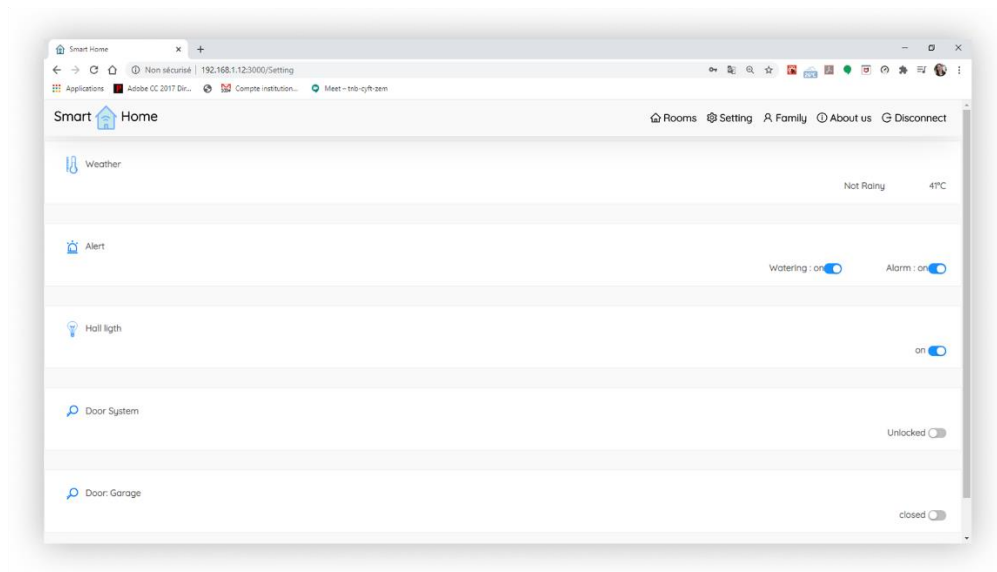 Smart Home
Non sécurisé | 192.168.1.12:3000/Setting
Applications Adobe CC 2017 Dir... Compte institution... Meet – tnb-cyft-zem
Smart Home Rooms Setting Family About us Disconnect
Weather
Not Rainy 41°C
Alert
Watering : on Alarm : on
Hall ligth
on
Door System
Unlocked
Door: Garage
closed